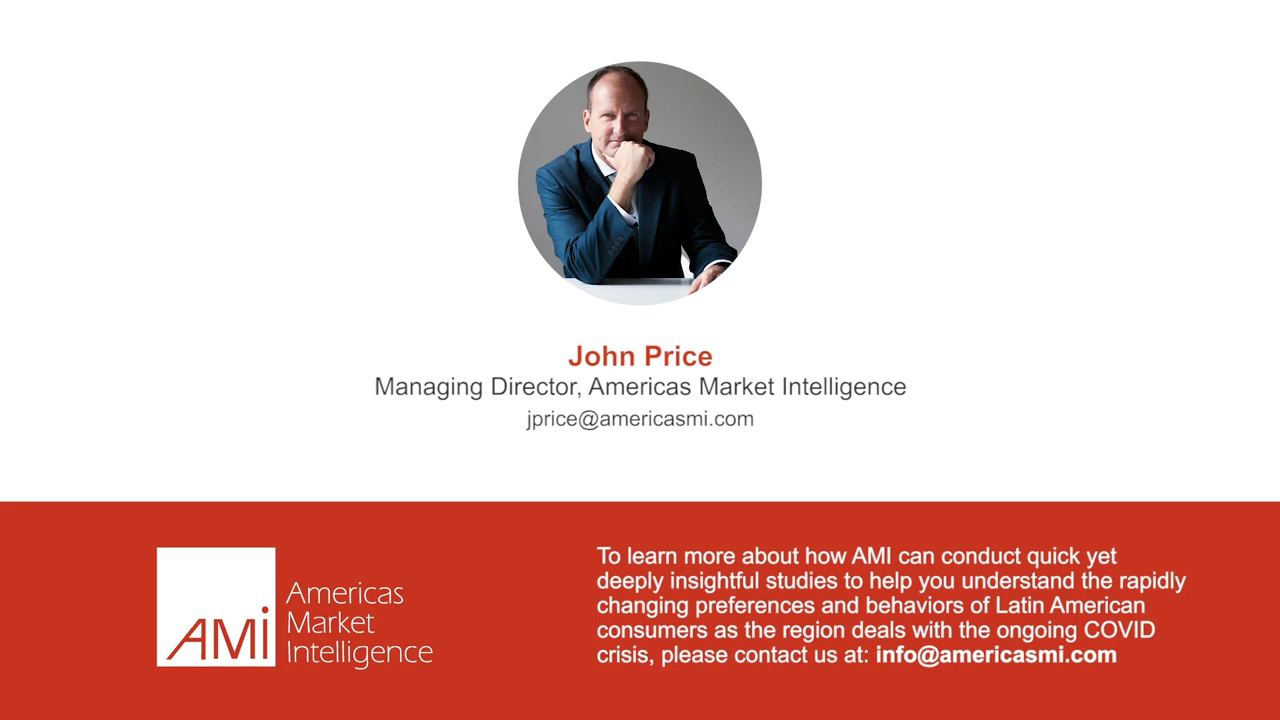 John Price
Managing Director, Americas Market Intelligence
jprice@americasmi.com
AMi
Americas
Market
Intelligence
To learn more about how AMI can conduct quick yet
deeply insightful studies to help you understand the rapidly
changing preferences and behaviors of Latin American
consumers as the region deals with the ongoing COVID
crisis, please contact us at: info@americasmi.com